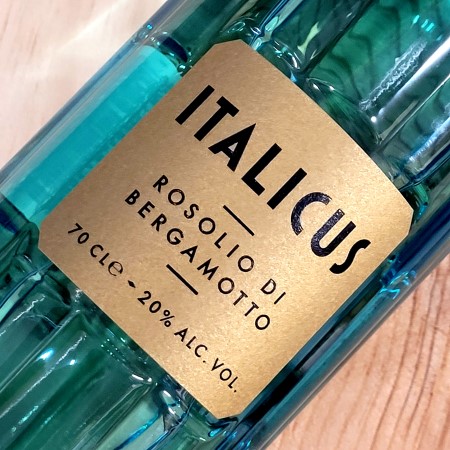 ITALICUS
ROSOLIO DI
BERGAMOTTO
70 CL℮ - 20% ALC. VOL.